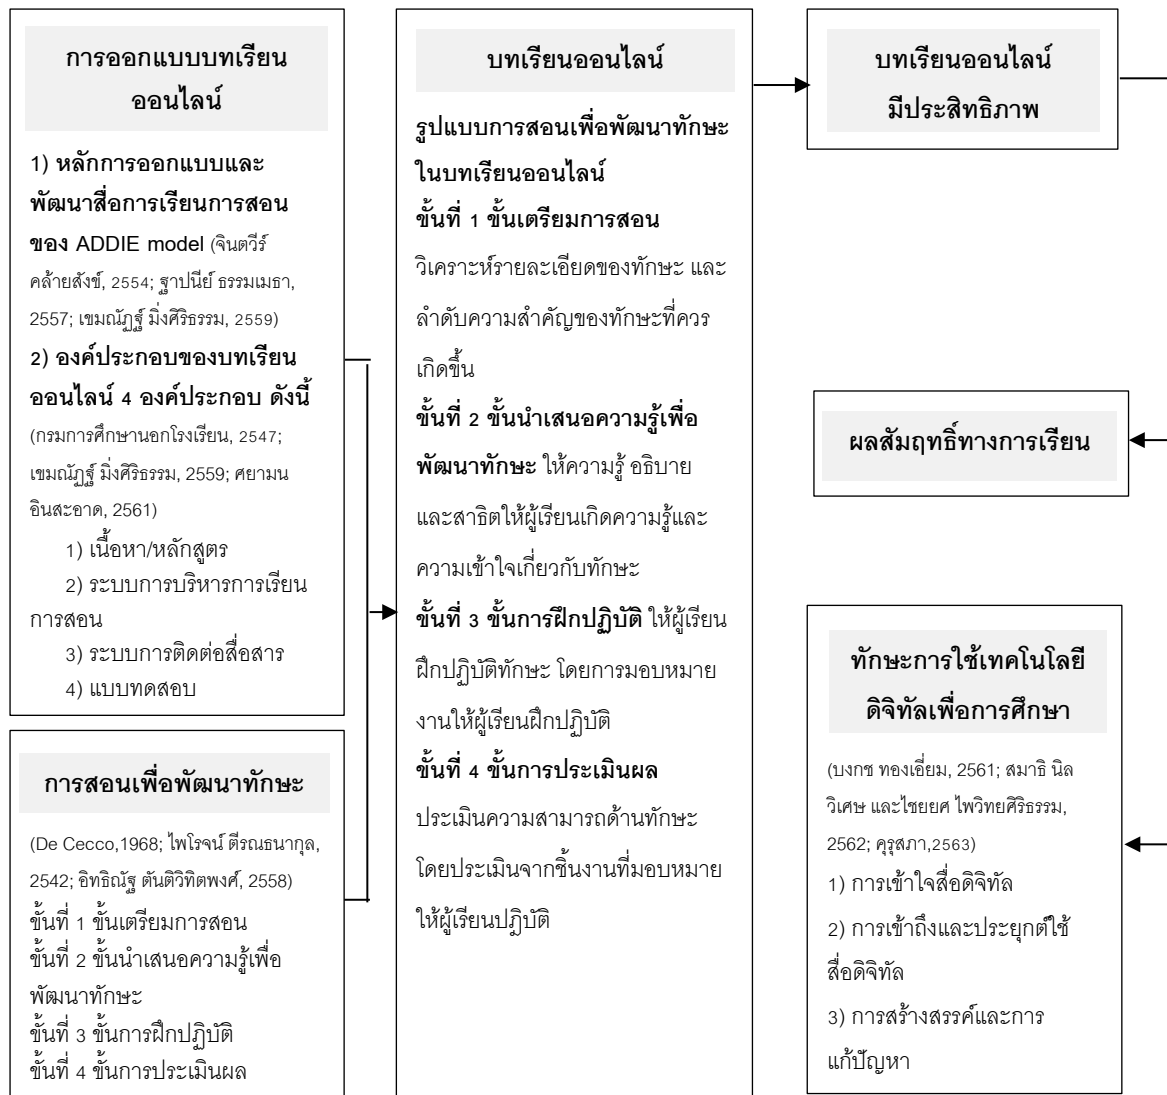 การออกแบบบทเรียน
ออนไลน์
1) หลักการออกแบบและ
พัฒนาสื่อการเรียนการสอน
ของ ADDIE model (จินตวีร์
คล้ายสังข์, 2554; ฐาปนีย์ ธรรมเมธา,
2557; เขมณัฏฐ์ มิ่งศิริธรรม, 2559)
2) องค์ประกอบของบทเรียน
ออนไลน์ 4 องค์ประกอบ ดังนี้
(กรมการศึกษานอกโรงเรียน, 2547;
เขมณัฏฐ์ มิ่งศิริธรรม, 2559; ศยามน
อินสะอาด, 2561)
1) เนื้อหา/หลักสูตร
2) ระบบการบริหารการเรียน
การสอน
3) ระบบการติดต่อสื่อสาร
4) แบบทดสอบ
การสอนเพื่อพัฒนาทักษะ
(De Cecco,1968; ไพโรจน์ ตีรณธนากุล,
2542; อิทธิณัฐ ตันติวิทิตพงศ์, 2558)
ขั้นที่ 1 ขั้นเตรียมการสอน
ขั้นที่ 2 ขั้นนำเสนอความรู้เพื่อ
พัฒนาทักษะ
ขั้นที่ 3 ขั้นการฝึกปฏิบัติ
ขั้นที่ 4 ขั้นการประเมินผล
บทเรียนออนไลน์
รูปแบบการสอนเพื่อพัฒนาทักษะ
ในบทเรียนออนไลน์
ขั้นที่ 1 ขั้นเตรียมการสอน
วิเคราะห์รายละเอียดของทักษะ และ
ลำดับความสำคัญของทักษะที่ควร
เกิดขึ้น
ขั้นที่ 2 ขั้นนำเสนอความรู้เพื่อ
พัฒนาทักษะ ให้ความรู้ อธิบาย
และสาธิตให้ผู้เรียนเกิดความรู้และ
ความเข้าใจเกี่ยวกับทักษะ
ขั้นที่ 3 ขั้นการฝึกปฏิบัติ ให้ผู้เรียน
ฝึกปฏิบัติทักษะ โดยการมอบหมาย
งานให้ผู้เรียนฝึกปฏิบัติ
ขั้นที่ 4 ขั้นการประเมินผล
ประเมินความสามารถด้านทักษะ
โดยประเมินจากชิ้นงานที่มอบหมาย
ให้ผู้เรียนปฏิบัติ
บทเรียนออนไลน์
มีประสิทธิภาพ
ผลสัมฤทธิ์ทางการเรียน
ทักษะการใช้เทคโนโลยี
ดิจิทัลเพื่อการศึกษา
(บงกช ทองเอี่ยม, 2561; สมาธิ นิล
วิเศษ และไชยยศ ไพวิทยศิริธรรม,
2562; คุรุสภา,2563)
1) การเข้าใจสื่อดิจิทัล
2) การเข้าถึงและประยุกต์ใช้
สื่อดิจิทัล
3) การสร้างสรรค์และการ
แก้ปัญหา